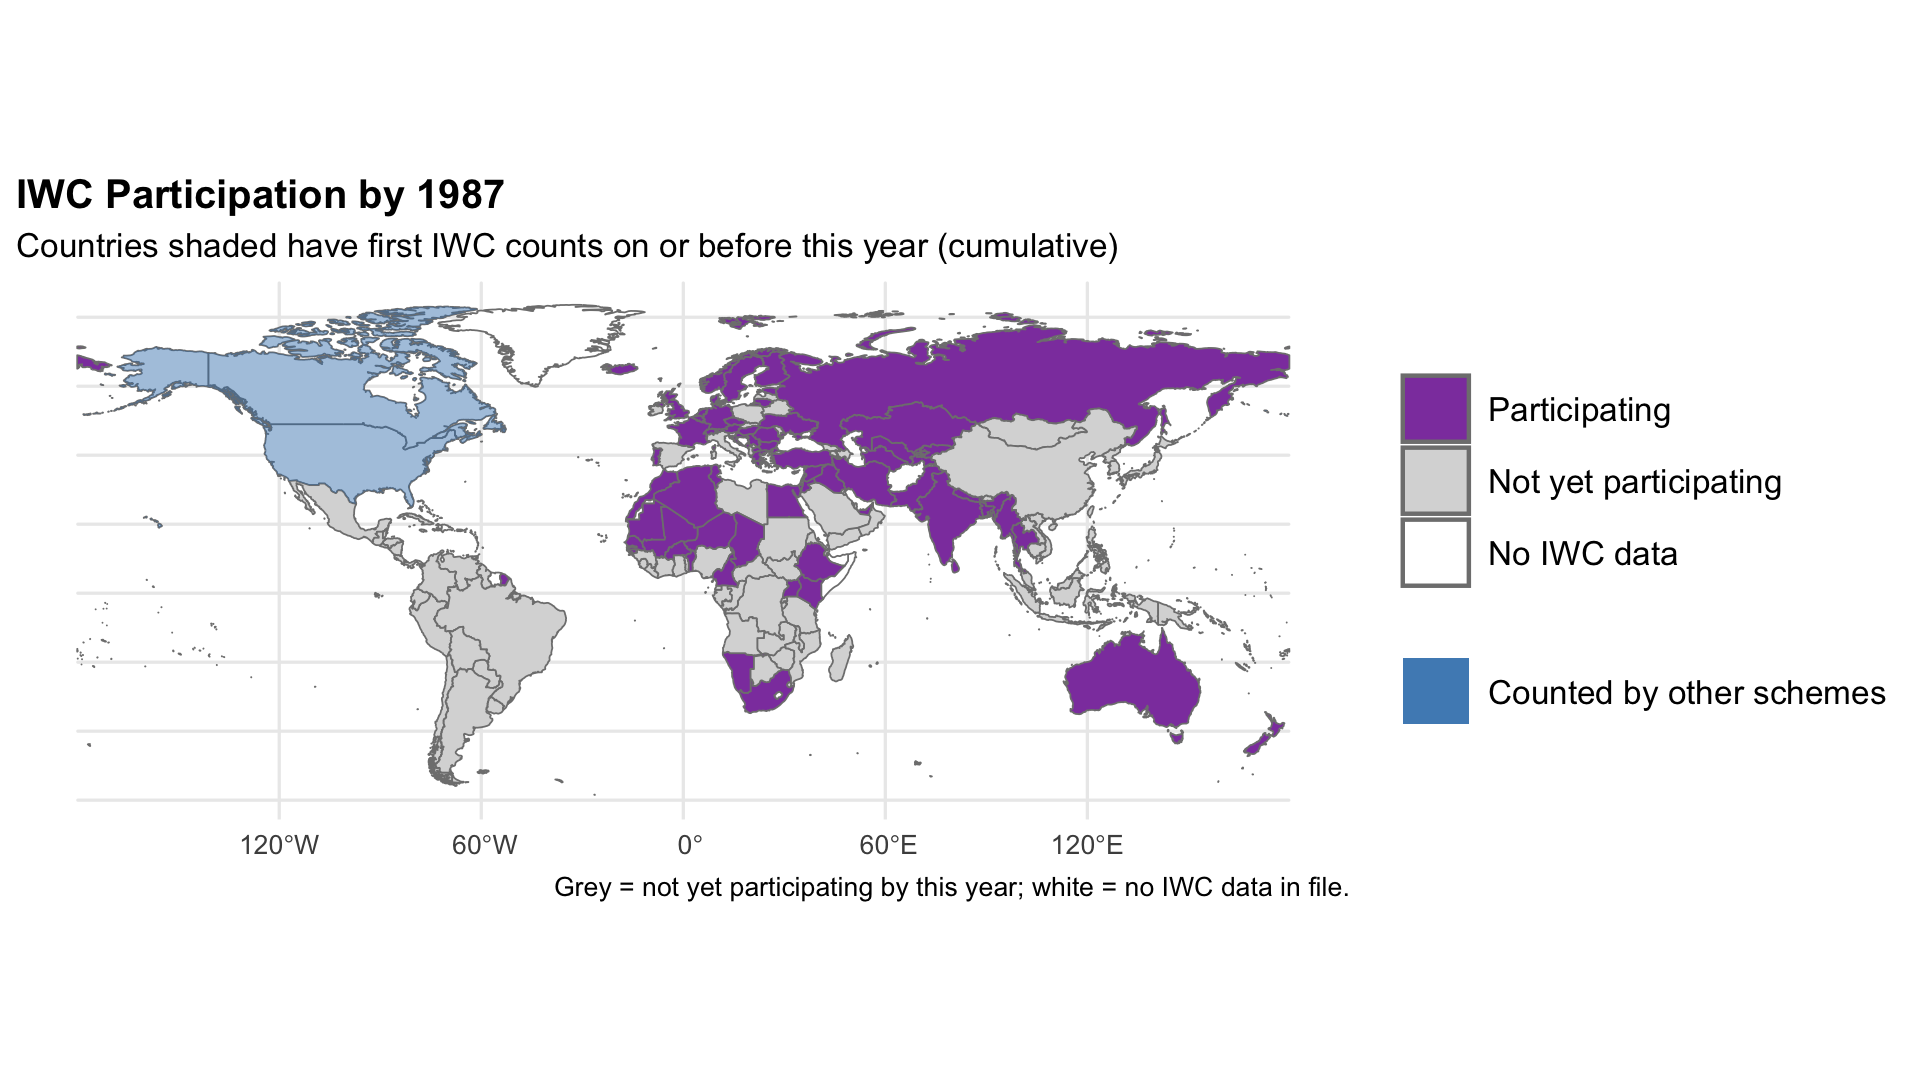 IWC Participation by 1987
Countries shaded have first IWC counts on or before this year (cumulative)
Participating
Not yet participating
No IWC data
Counted by other schemes
120°W 60°W 0° 60°E 120°E
Grey = not yet participating by this year; white = no IWC data in file.